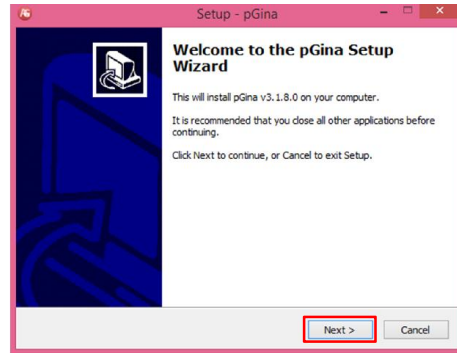 Setup - pGina
Welcome to the pGina Setup
Wizard
This will install pGina v3.1.8.0 on your computer.
It is recommended that you close all other applications before
continuing.
Click Next to continue, or Cancel to exit Setup.
Next >
Cancel